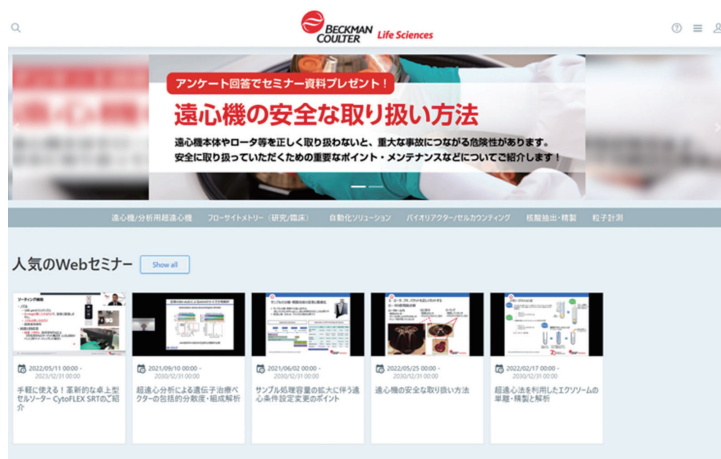 BECKMAN
COULTER
Life Sciences
アンケート回答でセミナー資料プレゼント！
遠心機の安全な取り扱い方法
遠心機本体やロータ等を正しく取り扱わないと、重大な事故につながる危険性があります。
安全に取り扱っていただくための重要なポイント・メンテナンスなどについてご紹介します！
遠心機/分析用超遠心機 フローサイトメトリー（研究/臨床） 自動化ソリューション バイオリアクター/セルカウンティング 核酸抽出・精製 粒子計測
人気のWebセミナー
Show all
2022/05/11 00:00 -
2023/12/31 00:00
手軽に使える！革新的な卓上型
セルソーター CytoFLEX SRTのご紹
介
2021/09/10 00:00 -
2030/12/31 00:00
超遠心分析による遺伝子治療ベ
クターの包括的分散度・組成解析
2021/06/02 00:00 -
2030/12/31 00:00
サンプル処理容量の拡大に伴う遠
心条件設定変更のポイント
2022/05/25 00:00 -
2030/12/31 00:00
遠心機の安全な取り扱い方法
2022/02/17 00:00 -
2030/12/31 00:00
超遠心法を利用したエクソソームの
単離・精製と解析